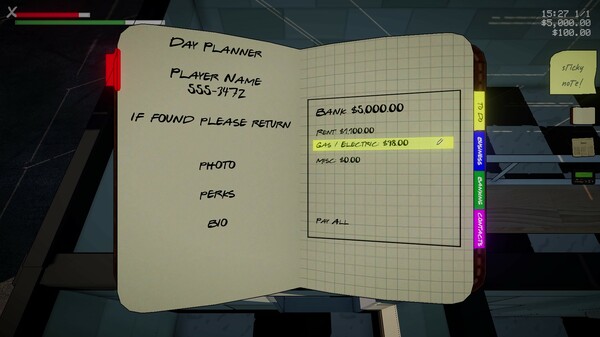 X
15:27 1/1
$5,000.00
$100.00
DAY PLANNER
PLAYER NAME
555-3472
IF FOUND PLEASE RETURN
PHOTO
PERKS
BIO
BANK $5,000.00
RENT $1,100.00
GAS / ELECTRIC $78.00
MISC $0.00
PAY ALL
TO DO
BUSINESS
BANKING
CONTACTS
STICKY
NOTE!